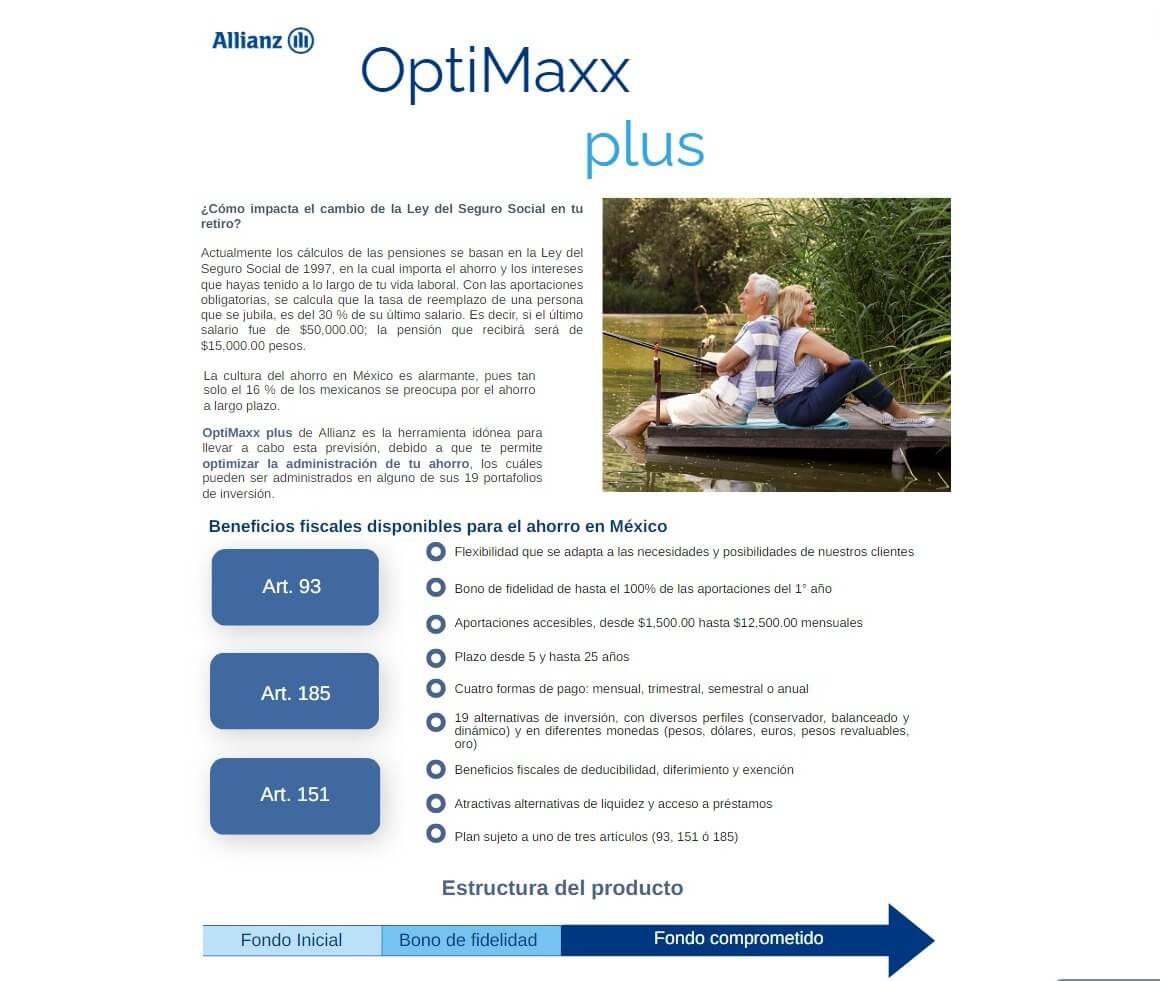 Allianz
OptiMaxx
plus
¿Cómo impacta el cambio de la Ley del Seguro Social en tu
retiro?
Actualmente los cálculos de las pensiones se basan en la Ley del
Seguro Social de 1997, en la cual importa el ahorro y los intereses
que hayas tenido a lo largo de tu vida laboral. Con las aportaciones
obligatorias, se calcula que la tasa de reemplazo de una persona
que se jubila, es del 30 % de su último salario. Es decir, si el último
salario fue de $50,000.00; la pensión que recibirá será de
$15,000.00 pesos.
La cultura del ahorro en México es alarmante, pues tan
solo el 16 % de los mexicanos se preocupa por el ahorro
a largo plazo.
OptiMaxx plus de Allianz es la herramienta idónea para
llevar a cabo esta previsión, debido a que te permite
optimizar la administración de tu ahorro, los cuáles
pueden ser administrados en alguno de sus 19 portafolios
de inversión.
Beneficios fiscales disponibles para el ahorro en México
Art. 93
Art. 185
Art. 151
Flexibilidad que se adapta a las necesidades y posibilidades de nuestros clientes
Bono de fidelidad de hasta el 100% de las aportaciones del 1° año
Aportaciones accesibles, desde $1,500.00 hasta $12,500.00 mensuales
Plazo desde 5 y hasta 25 años
Cuatro formas de pago: mensual, trimestral, semestral o anual
19 alternativas de inversión, con diversos perfiles (conservador, balanceado y
dinámico) y en diferentes monedas (pesos, dólares, euros, pesos revaluables,
oro)
Beneficios fiscales de deducibilidad, diferimiento y exención
Atractivas alternativas de liquidez y acceso a préstamos
Plan sujeto a uno de tres artículos (93, 151 ó 185)
Estructura del producto
Fondo Inicial
Bono de fidelidad
Fondo comprometido